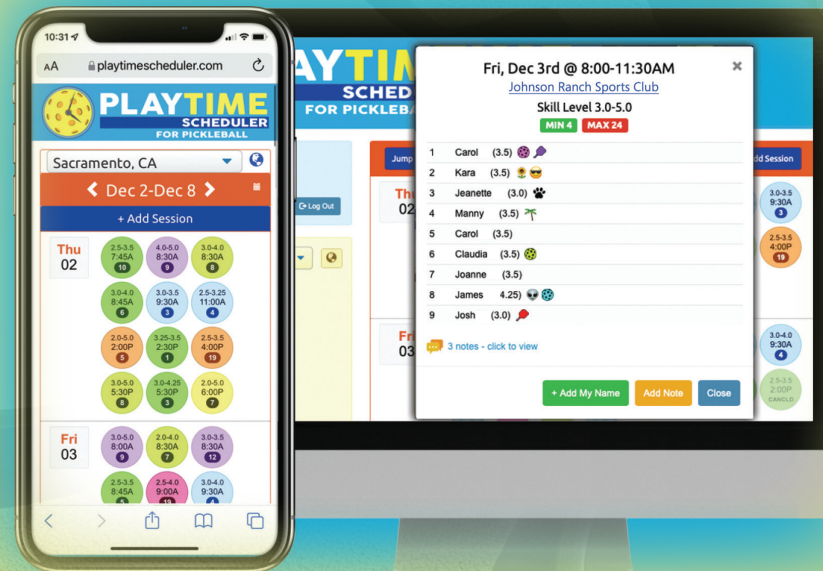 10:31
AA playtimescheduler.com
PLAYTIME
SCHEDULER
FOR PICKLEBALL
Sacramento, CA
Dec 2-Dec 8
+ Add Session
Thu
02
2.5-3.5
7:45A
10
4.0-5.0
8:30A
9
3.0-4.0
8:30A
8
3.0-4.0
8:45A
6
3.0-3.5
9:30A
3
2.5-3.25
11:00A
4
2.0-5.0
2:00P
5
3.25-3.5
2:30P
1
2.5-3.5
4:00P
19
3.0-5.0
5:30P
8
3.0-4.25
5:30P
3
2.0-5.0
6:00P
7
Fri
03
3.0-5.0
8:00A
9
2.0-4.0
8:30A
7
3.0-3.5
8:30A
12
2.5-3.5
8:45A
2.5-4.0
9:00A
19
3.0-4.0
9:30A
AYTI
SCHED
FOR PICKLEBA
Log Out
Jump
dd Session
Th
02
3.0-3.5
9:30A
3
2.5-3.5
4:00P
19
Fri
03
3.0-4.0
9:30A
4
2.5-3.5
2:00P
CANCLD
Fri, Dec 3rd @ 8:00-11:30AM
Johnson Ranch Sports Club
Skill Level 3.0-5.0
MIN 4 MAX 24
1 Carol (3.5)
2 Kara (3.5)
3 Jeanette (3.0)
4 Manny (3.5)
5 Carol (3.5)
6 Claudia (3.5)
7 Joanne (3.5)
8 James 4.25)
9 Josh (3.0)
3 notes - click to view
+ Add My Name Add Note Close